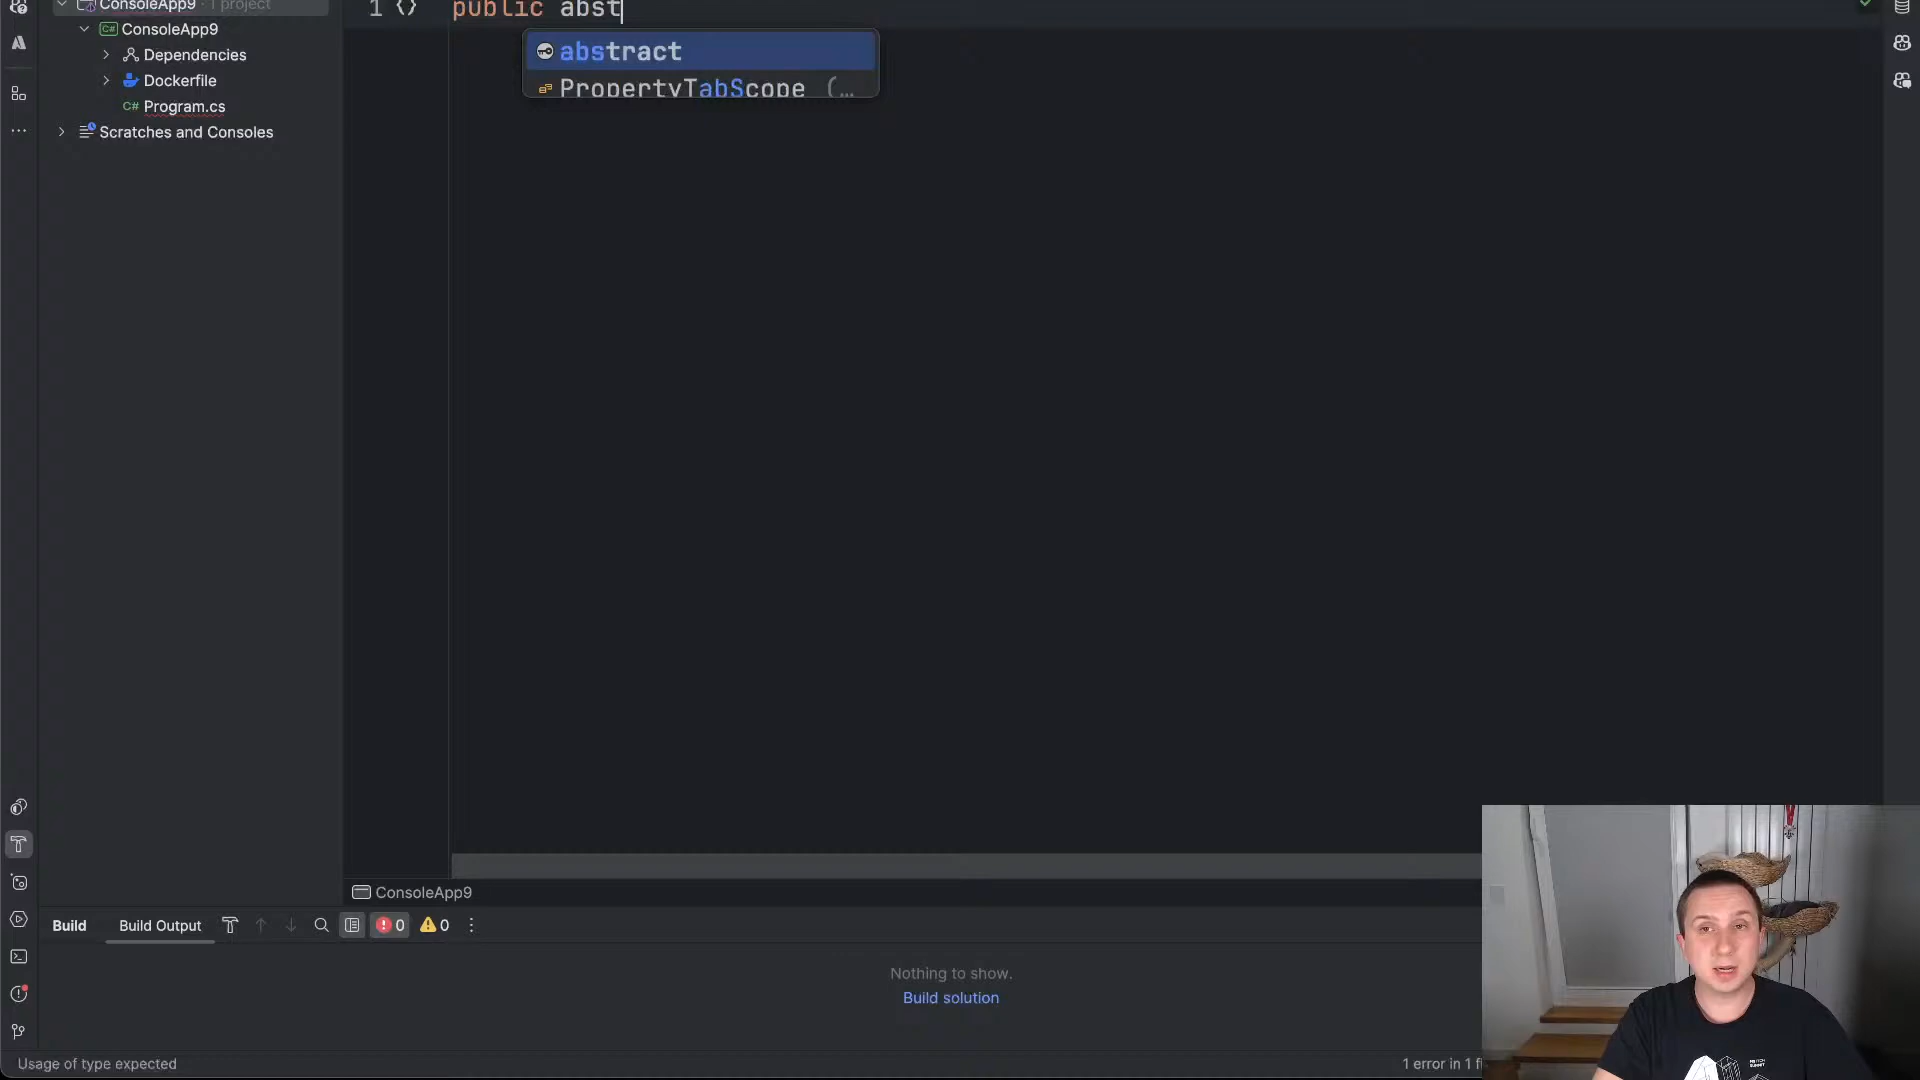 ConsoleApp9 · 1 project
1 public abst
C# ConsoleApp9
abstract
Dependencies
Dockerfile
PropertyTabScope (…
C# Program.cs
Scratches and Consoles
ConsoleApp9
Build
Build Output
0
0
Nothing to show.
Build solution
Usage of type expected
1 error in 1 fi